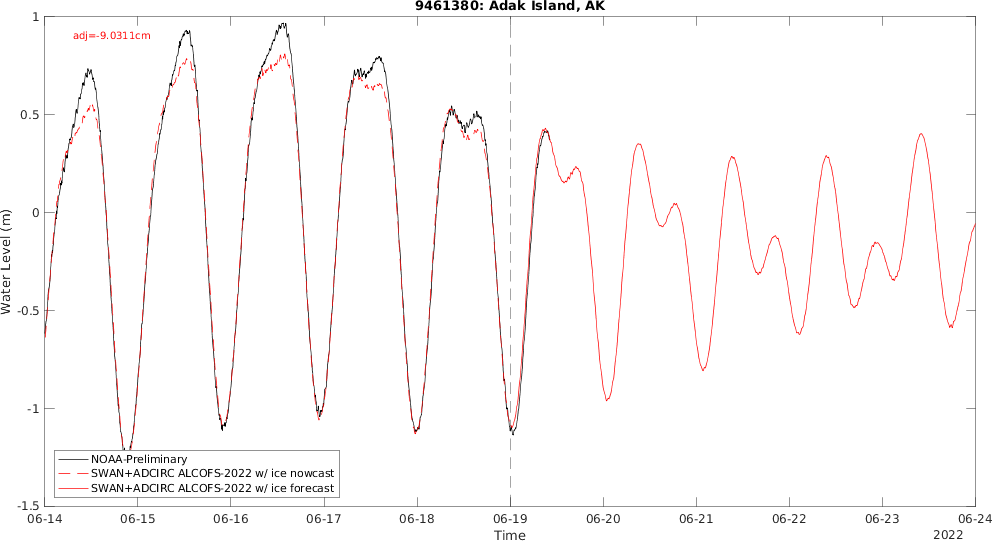 9461380: Adak Island, AK
adj=-9.0311cm
1
0.5
0
-0.5
-1
-1.5
Water Level (m)
NOAA-Preliminary
SWAN+ADCIRC ALCOFS-2022 w/ ice nowcast
SWAN+ADCIRC ALCOFS-2022 w/ ice forecast
06-14 06-15 06-16 06-17 06-18 06-19 06-20 06-21 06-22 06-23 06-24
Time
2022